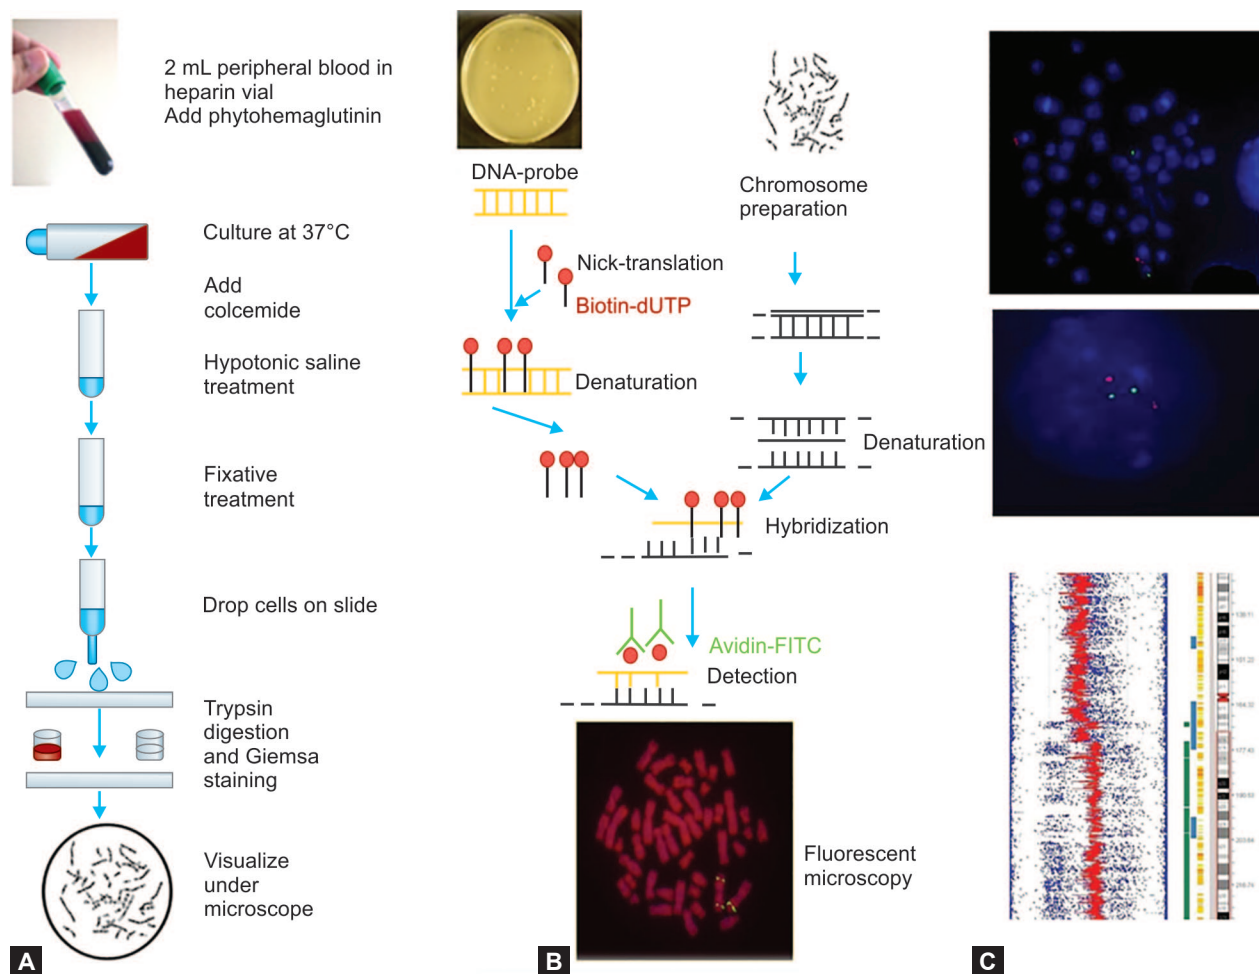 2 mL peripheral blood in
heparin vial
Add phytohemaglutinin
Culture at 37°C
Add
colcemide
Hypotonic saline
treatment
Fixative
treatment
Drop cells on slide
Trypsin
digestion
and Giemsa
staining
Visualize
under
microscope
A
DNA-probe
Chromosome
preparation
Nick-translation
Biotin-dUTP
Denaturation
Denaturation
Hybridization
Avidin-FITC
Detection
Fluorescent
microscopy
B
C